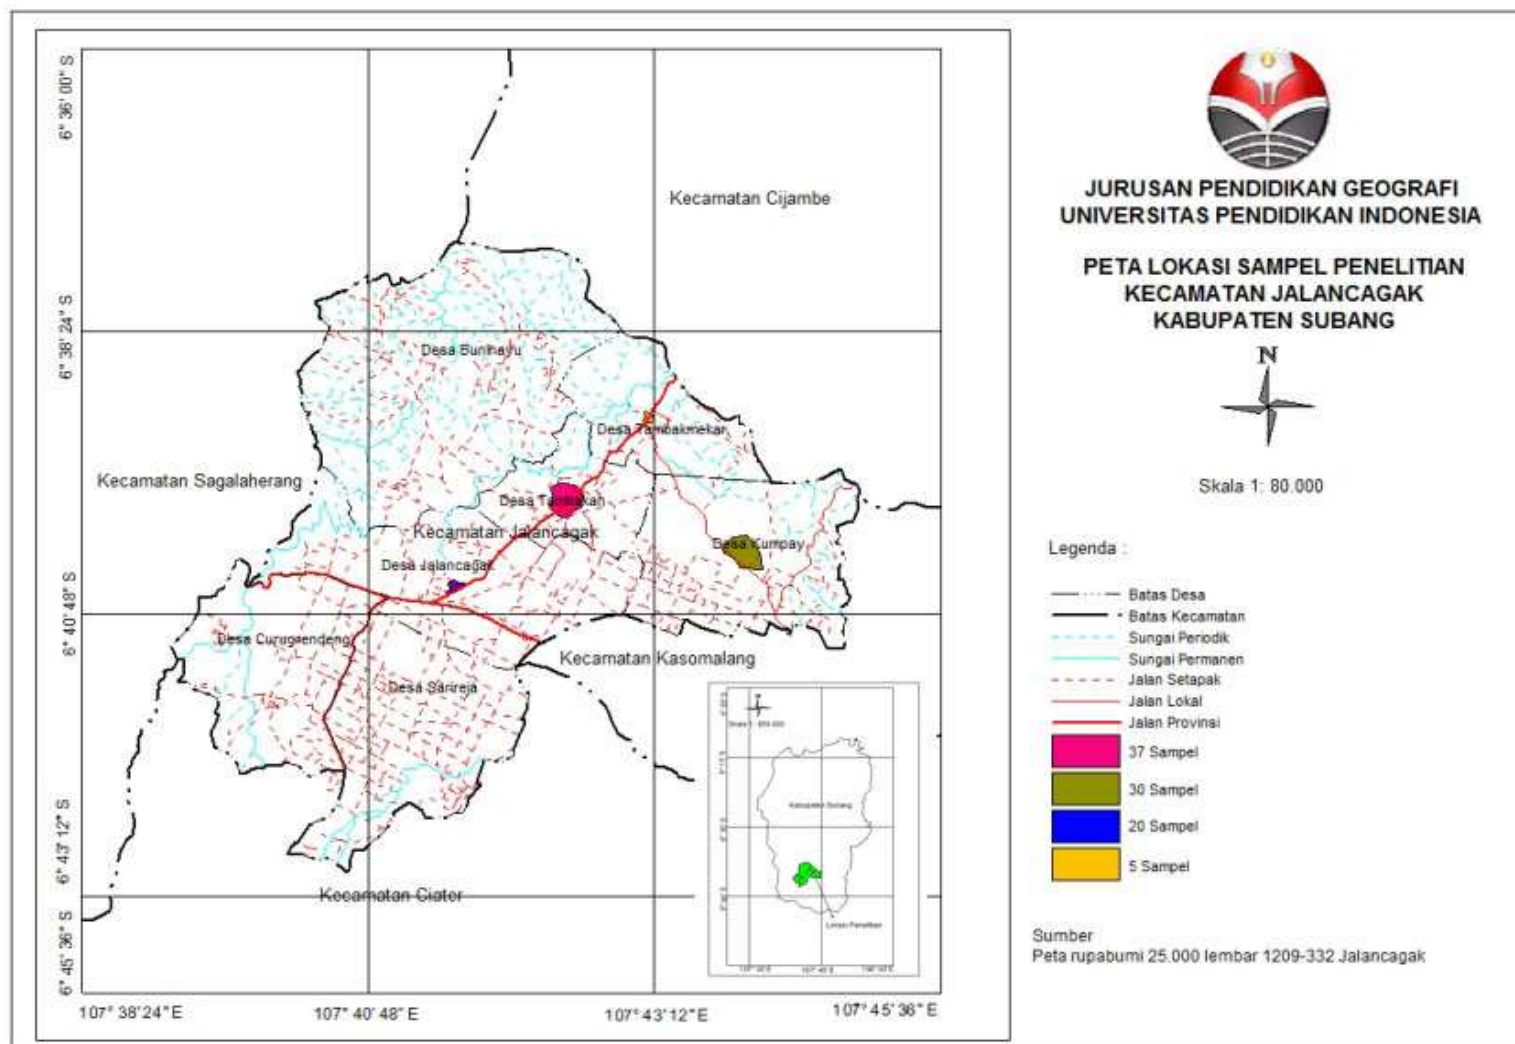 6° 36' 00" S
6° 38' 24" S
6° 40' 48" S
6° 43' 12" S
6° 45' 36" S
107° 38' 24" E
107° 40' 48" E
107° 43' 12" E
107° 45' 36" E
Kecamatan Cijambe
Desa Bunihayu
Desa Tambakmekar
Kecamatan Sagalaherang
Desa Tambakan
Kecamatan Jalancagak
Desa Kumpay
Desa Jalancagak
Desa Curugrendeng
Kecamatan Kasomalang
Desa Sarireja
Kecamatan Ciater
Kabupaten Subang
Lokasi Penelitian
JURUSAN PENDIDIKAN GEOGRAFI
UNIVERSITAS PENDIDIKAN INDONESIA
PETA LOKASI SAMPEL PENELITIAN
KECAMATAN JALANCAGAK
KABUPATEN SUBANG
N
Skala 1: 80.000
Legenda :
Batas Desa
Batas Kecamatan
Sungai Periodik
Sungai Permanen
Jalan Setapak
Jalan Lokal
Jalan Provinsi
37 Sampel
30 Sampel
20 Sampel
5 Sampel
Sumber
Peta rupabumi 25.000 lembar 1209-332 Jalancagak